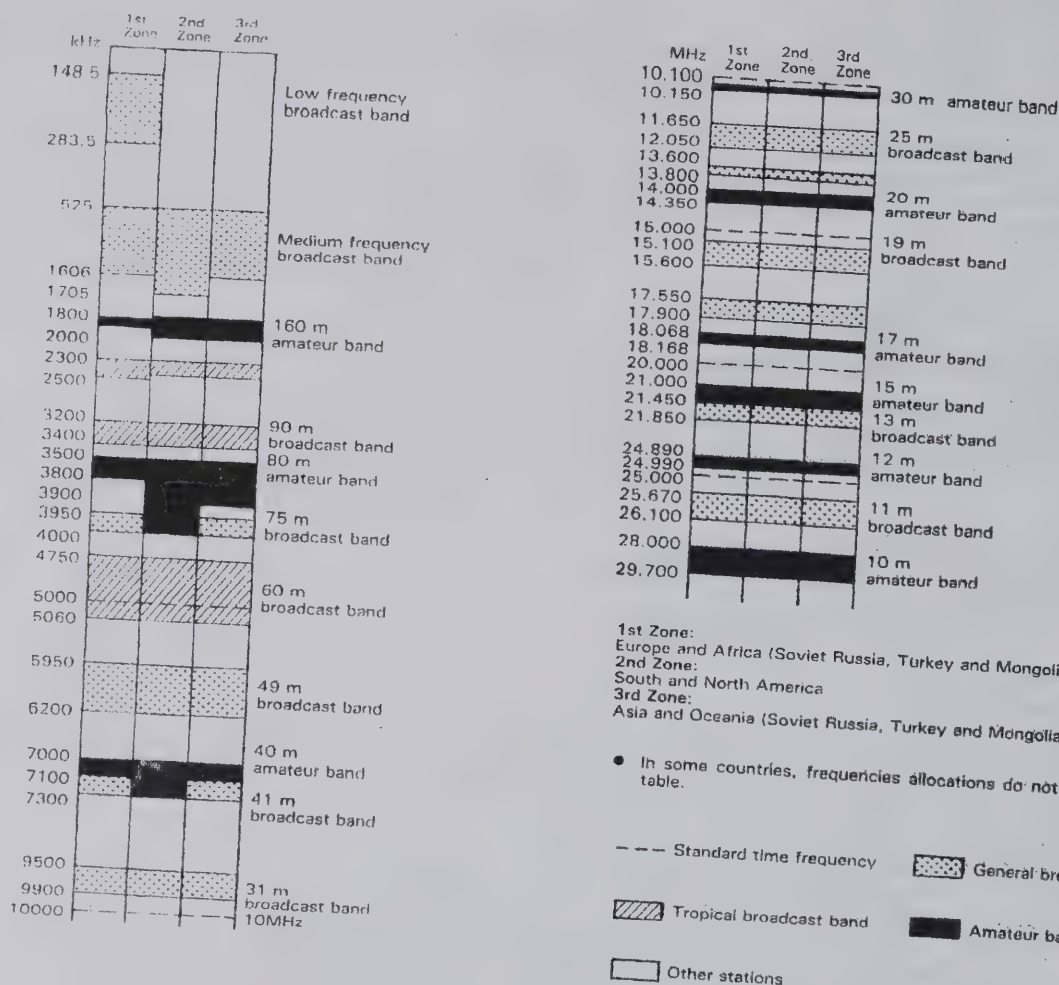 1st Zone
2nd Zone
3rd Zone
kHz
148.5
283.5
525
1606
1705
1800
2000
2300
2500
3200
3400
3500
3800
3900
3950
4000
4750
5000
5060
5950
6200
7000
7100
7300
9500
9900
10000
Low frequency
broadcast band
Medium frequency
broadcast band
160 m
amateur band
90 m
broadcast band
80 m
amateur band
75 m
broadcast band
60 m
broadcast band
49 m
broadcast band
40 m
amateur band
41 m
broadcast band
31 m
broadcast band
10MHz
MHz
1st Zone
2nd Zone
3rd Zone
10.100
10.150
11.650
12.050
13.600
13.800
14.000
14.350
15.000
15.100
15.600
17.550
17.900
18.068
18.168
20.000
21.000
21.450
21.850
24.890
24.990
25.000
25.670
26.100
28.000
29.700
30 m amateur band
25 m
broadcast band
20 m
amateur band
19 m
broadcast band
17 m
amateur band
15 m
amateur band
13 m
broadcast band
12 m
amateur band
11 m
broadcast band
10 m
amateur band
1st Zone:
Europe and Africa (Soviet Russia, Turkey and Mongoli
2nd Zone:
South and North America
3rd Zone:
Asia and Oceania (Soviet Russia, Turkey and Mongolia
● In some countries, frequencies allocations do not
table.
--- Standard time frequency
General bro
Tropical broadcast band
Amateur ba
Other stations